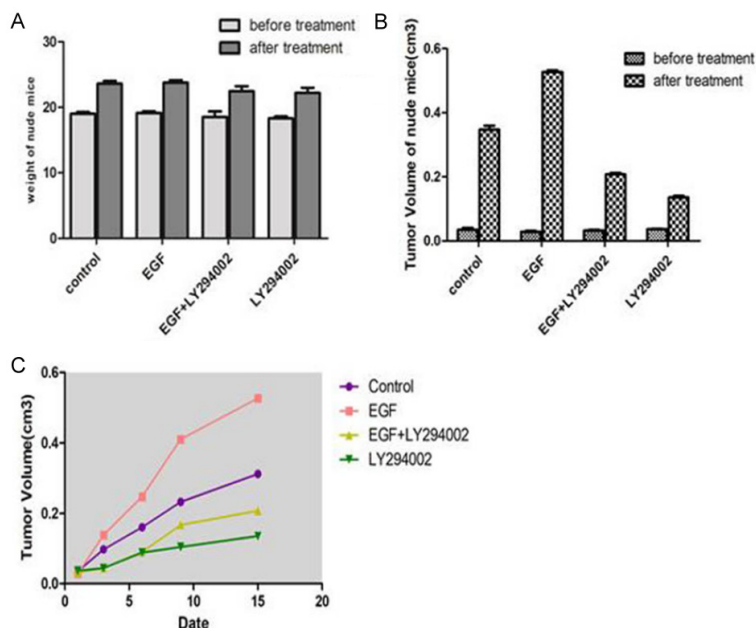 A
before treatment
after treatment
weight of nude mice
30
20
10
0
control
EGF
EGF+LY294002
LY294002
B
before treatment
after treatment
Tumor Volume of nude mice(cm3)
0.6
0.4
0.2
0.0
control
EGF
EGF+LY294002
LY294002
C
Tumor Volume(cm3)
0.6
0.4
0.2
0.0
0 5 10 15 20
Date
Control
EGF
EGF+LY294002
LY294002